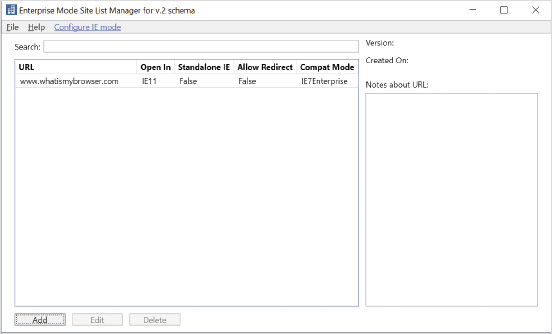 Enterprise Mode Site List Manager for v.2 schema
File Help Configure IE mode
Search:
Version:
Created On:
Notes about URL:
URL Open In Standalone IE Allow Redirect Compat Mode
www.whatismybrowser.com IE11 False False IE7Enterprise
Add Edit Delete